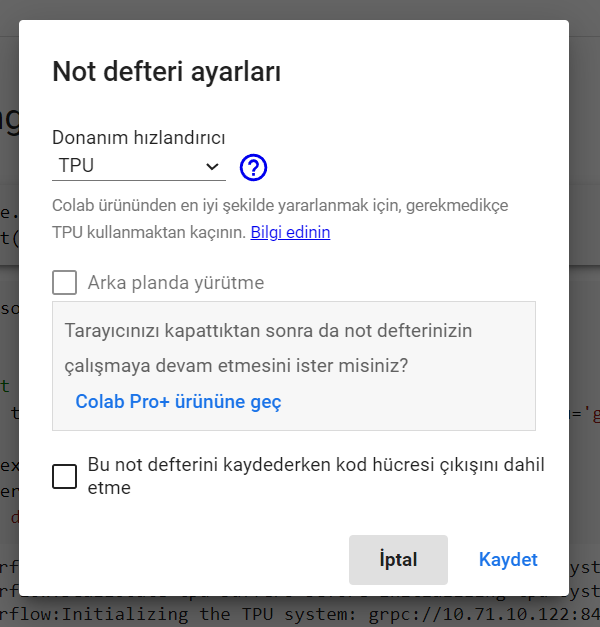 Not defteri ayarları
Donanım hızlandırıcı
TPU
Colab ürününden en iyi şekilde yararlanmak için, gerekmedikçe
TPU kullanmaktan kaçının. Bilgi edinin
Arka planda yürütme
Tarayıcınızı kapattıktan sonra da not defterinizin
çalışmaya devam etmesini ister misiniz?
Colab Pro+ ürününe geç
Bu not defterini kaydederken kod hücresi çıkışını dahil
etme
İptal
Kaydet
rflow:Initializing the TPU system: grpc://10.71.10.122:84